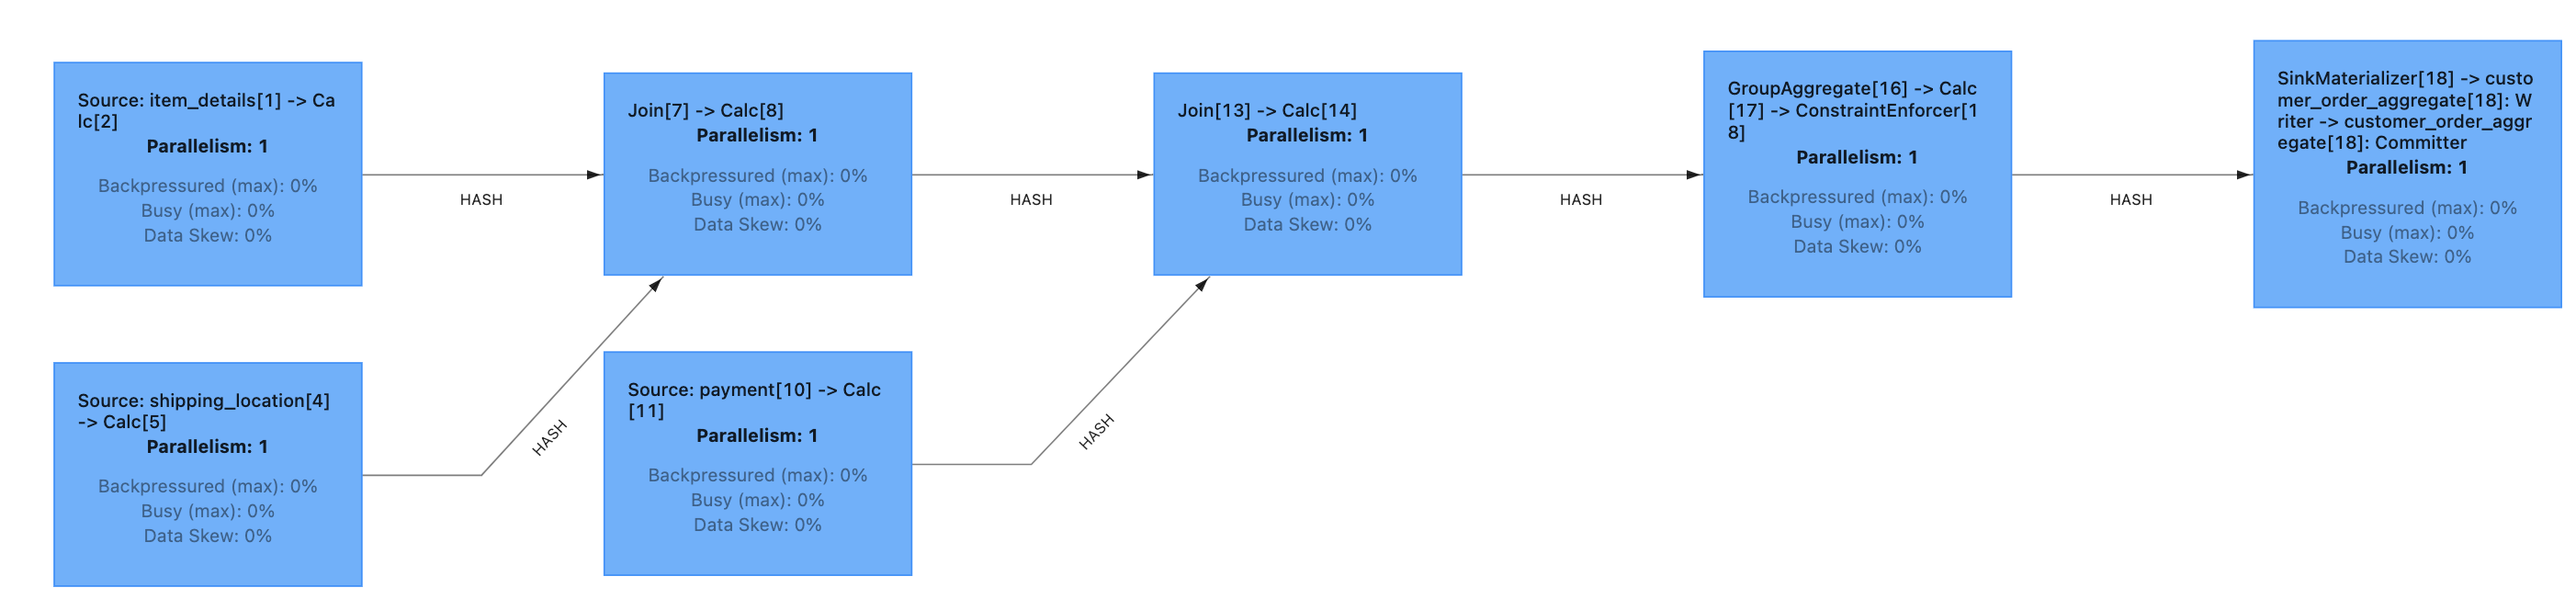 Source: item_details[1] -> Ca
lc[2]
Parallelism: 1
Backpressured (max): 0%
Busy (max): 0%
Data Skew: 0%
HASH
Join[7] -> Calc[8]
Parallelism: 1
Backpressured (max): 0%
Busy (max): 0%
Data Skew: 0%
HASH
Join[13] -> Calc[14]
Parallelism: 1
Backpressured (max): 0%
Busy (max): 0%
Data Skew: 0%
HASH
GroupAggregate[16] -> Calc
[17] -> ConstraintEnforcer[1
8]
Parallelism: 1
Backpressured (max): 0%
Busy (max): 0%
Data Skew: 0%
HASH
SinkMaterializer[18] -> custo
mer_order_aggregate[18]: W
riter -> customer_order_aggr
egate[18]: Committer
Parallelism: 1
Backpressured (max): 0%
Busy (max): 0%
Data Skew: 0%
Source: shipping_location[4]
-> Calc[5]
Parallelism: 1
Backpressured (max): 0%
Busy (max): 0%
Data Skew: 0%
HASH
Source: payment[10] -> Calc
[11]
Parallelism: 1
Backpressured (max): 0%
Busy (max): 0%
Data Skew: 0%
HASH